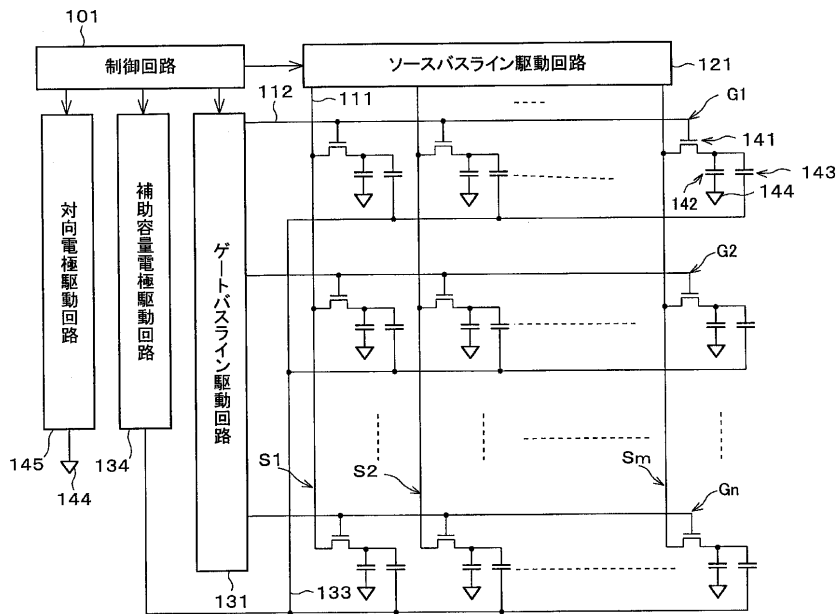 101
制御回路
ソースバスライン駆動回路
121
111
112
G1
141
143
142
144
対向電極駆動回路
補助容量電極駆動回路
ゲートバスライン駆動回路
G2
145
134
144
S1
S2
Sm
Gn
131
133